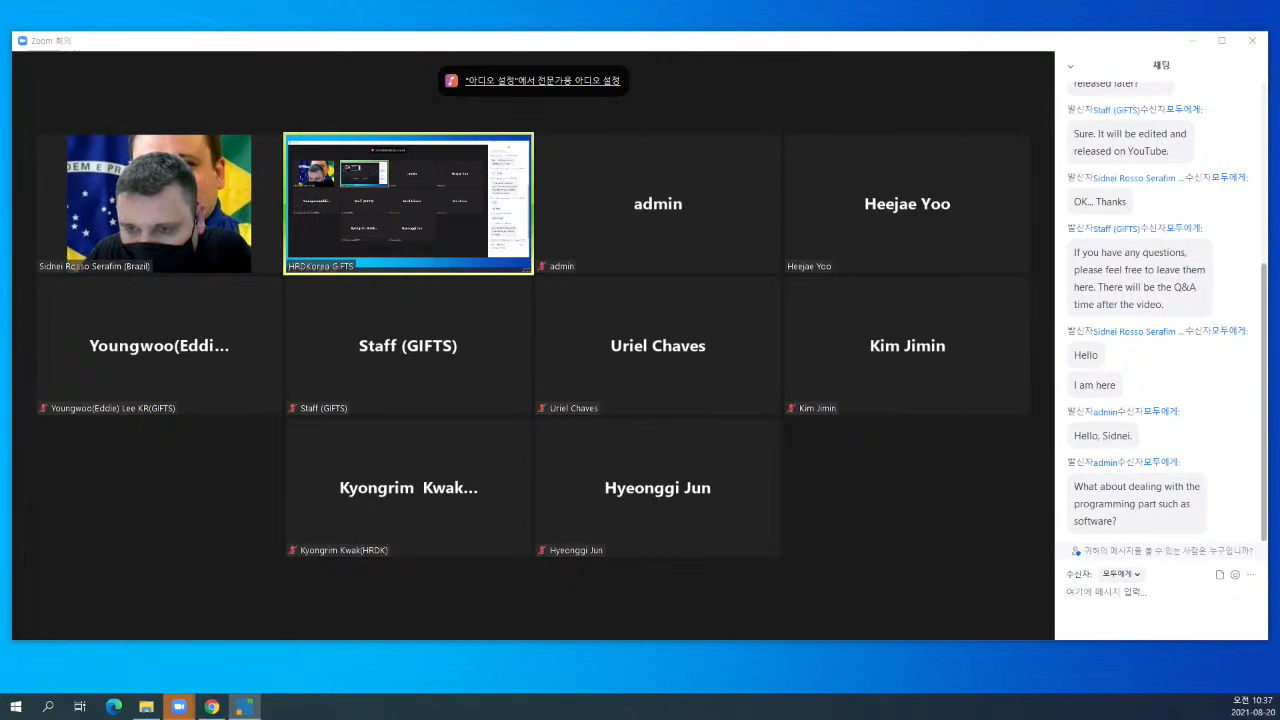 Zoom 회의
"아디오 설정"에서 전문가용 아디오 설정
DEM E PR
Sidnei Rosso Serafim (Brazil)
HRDKorea GIFTS
admin
admin
Heejae Yoo
Heejae Yoo
Youngwoo(Eddi...
Youngwoo(Eddie) Lee KR(GIFTS)
Staff (GIFTS)
Staff (GIFTS)
Uriel Chaves
Uriel Chaves
Kim Jimin
Kim Jimin
Kyongrim Kwak...
Kyongrim Kwak(HRDK)
Hyeonggi Jun
Hyeonggi Jun
채팅
released later?
발신자Staff (GIFTS)수신자모두에게:
Sure. It will be edited and
posted on YouTube.
발신자Sidnei Rosso Serafim ... 수신자모두에게:
OK... Thanks
발신자Staff (GIFTS)수신자모두에게:
If you have any questions,
please feel free to leave them
here. There will be the Q&A
time after the video.
발신자Sidnei Rosso Serafim ... 수신자모두에게:
Hello
I am here
발신자admin수신자모두에게:
Hello, Sidnei.
발신자admin수신자모두에게:
What about dealing with the
programming part such as
software?
귀하의 메시지를 볼 수 있는 사람은 누구입니까?
수신자: 모두에게
여기에 메시지 입력...
오전 10:37
2021-08-20